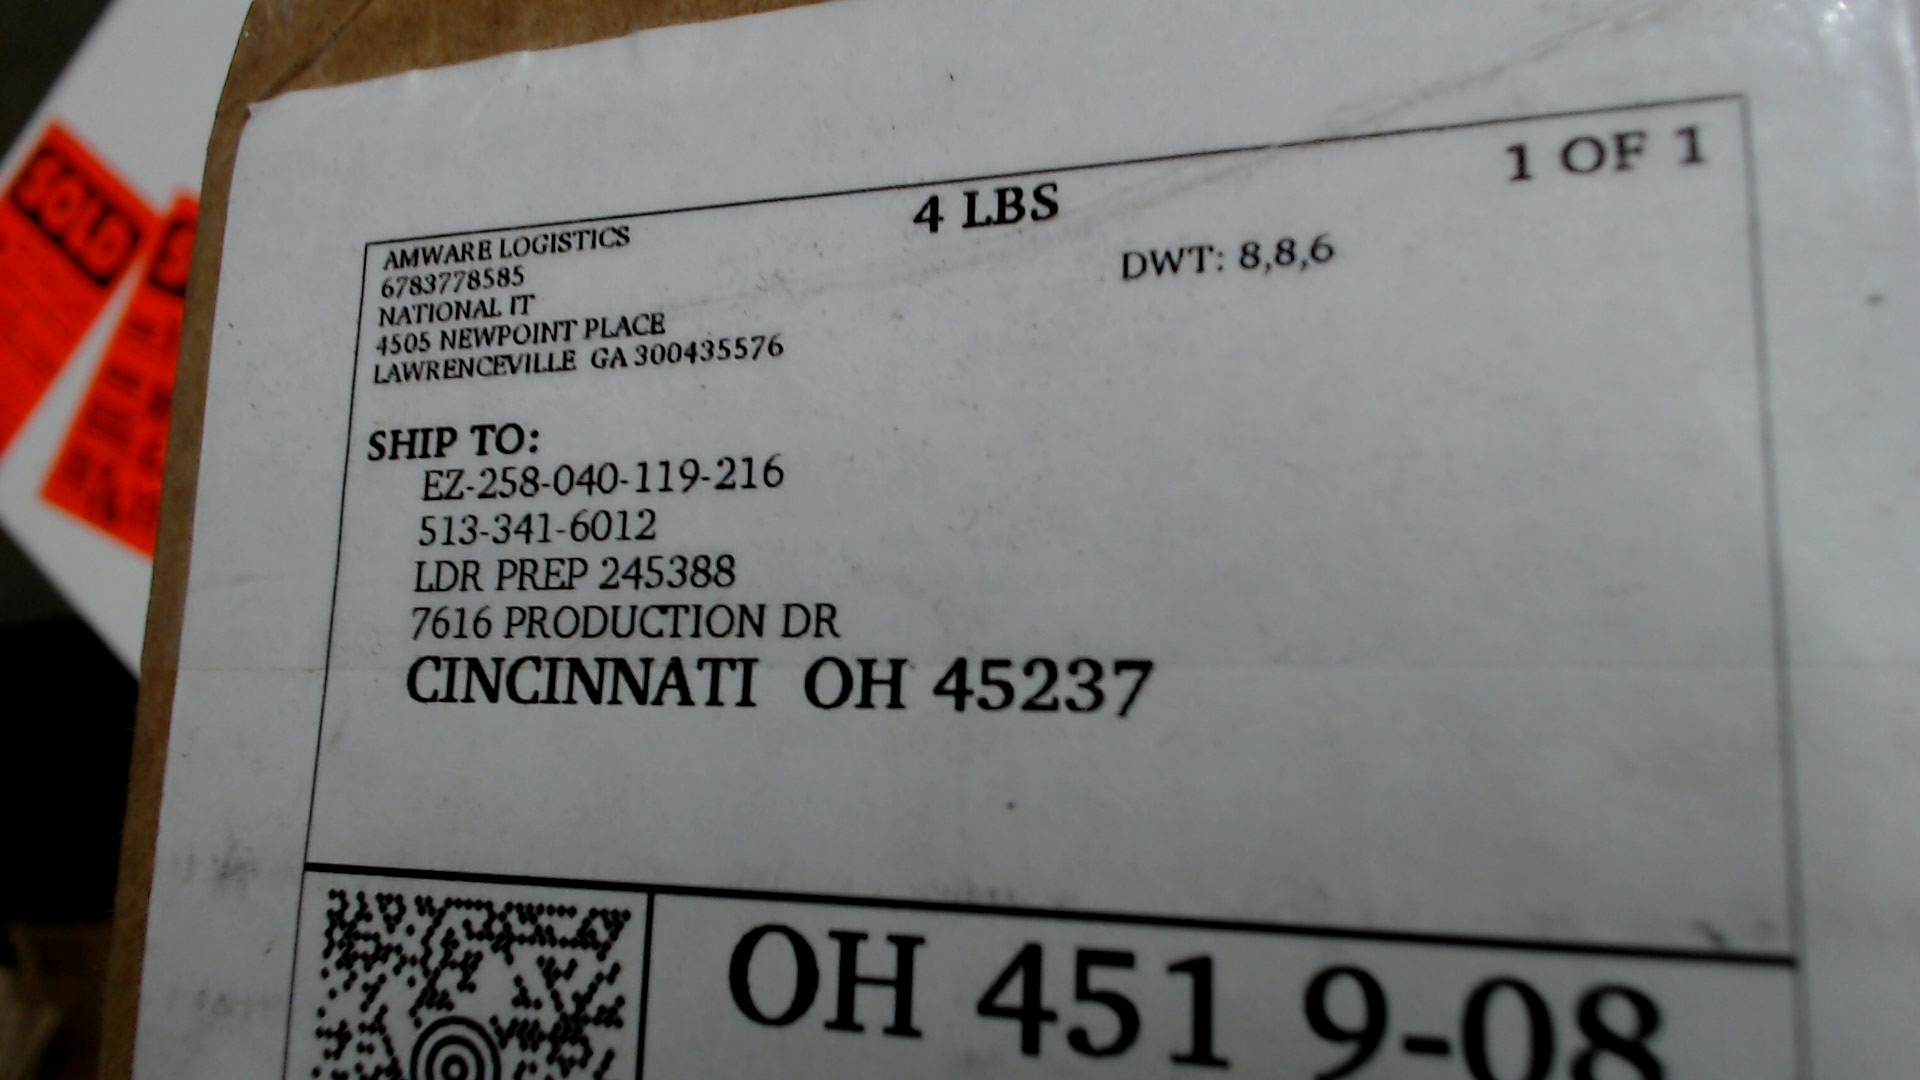 SOLD
4 LBS
1 OF 1
AMWARE LOGISTICS
6783778585
NATIONAL IT
4505 NEWPOINT PLACE
LAWRENCEVILLE GA 300435576
DWT: 8,8,6
SHIP TO:
EZ-258-040-119-216
513-341-6012
LDR PREP 245388
7616 PRODUCTION DR
CINCINNATI OH 45237
OH 451 9-08